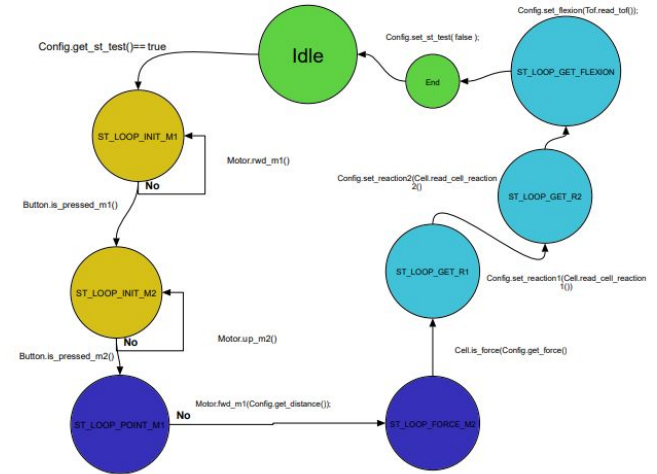 Config.set_flexion(Tof.read_tof());
Config.get_st_test()== true
Idle
Config.set_st_test( false );
End
ST_LOOP_GET_FLEXION
ST_LOOP_INIT_M1
Motor.rwd_m1()
No
Button.is_pressed_m1()
Config.set_reaction2(Cell.read_cell_reaction
2()
ST_LOOP_GET_R2
ST_LOOP_GET_R1
Config.set_reaction1(Cell.read_cell_reaction
1())
ST_LOOP_INIT_M2
Motor.up_m2()
No
Button.is_pressed_m2()
Cell.is_force(Config.get_force()
Motor.fwd_m1(Config.get_distance());
No
ST_LOOP_POINT_M1
ST_LOOP_FORCE_M2